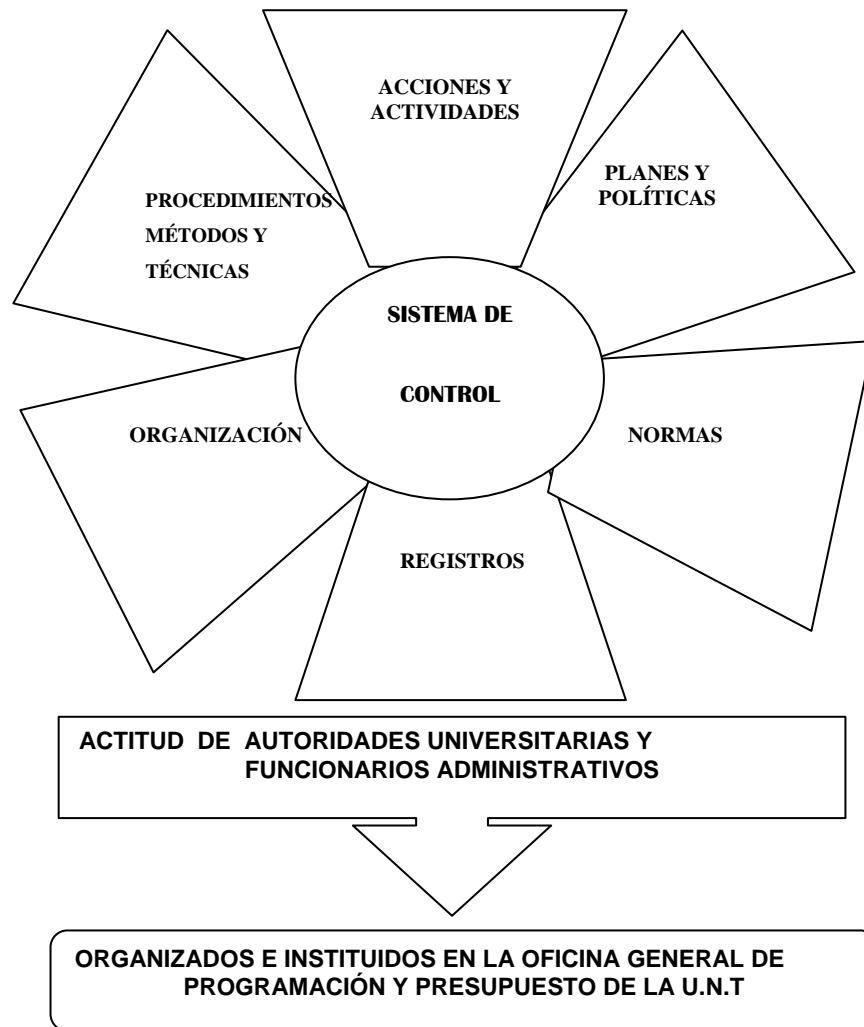 ACCIONES Y
ACTIVIDADES
PLANES Y
POLÍTICAS
PROCEDIMIENTOS
MÉTODOS Y
TÉCNICAS
SISTEMA DE
CONTROL
ORGANIZACIÓN
NORMAS
REGISTROS
ACTITUD DE AUTORIDADES UNIVERSITARIAS Y
FUNCIONARIOS ADMINISTRATIVOS
ORGANIZADOS E INSTITUIDOS EN LA OFICINA GENERAL DE
PROGRAMACIÓN Y PRESUPUESTO DE LA U.N.T